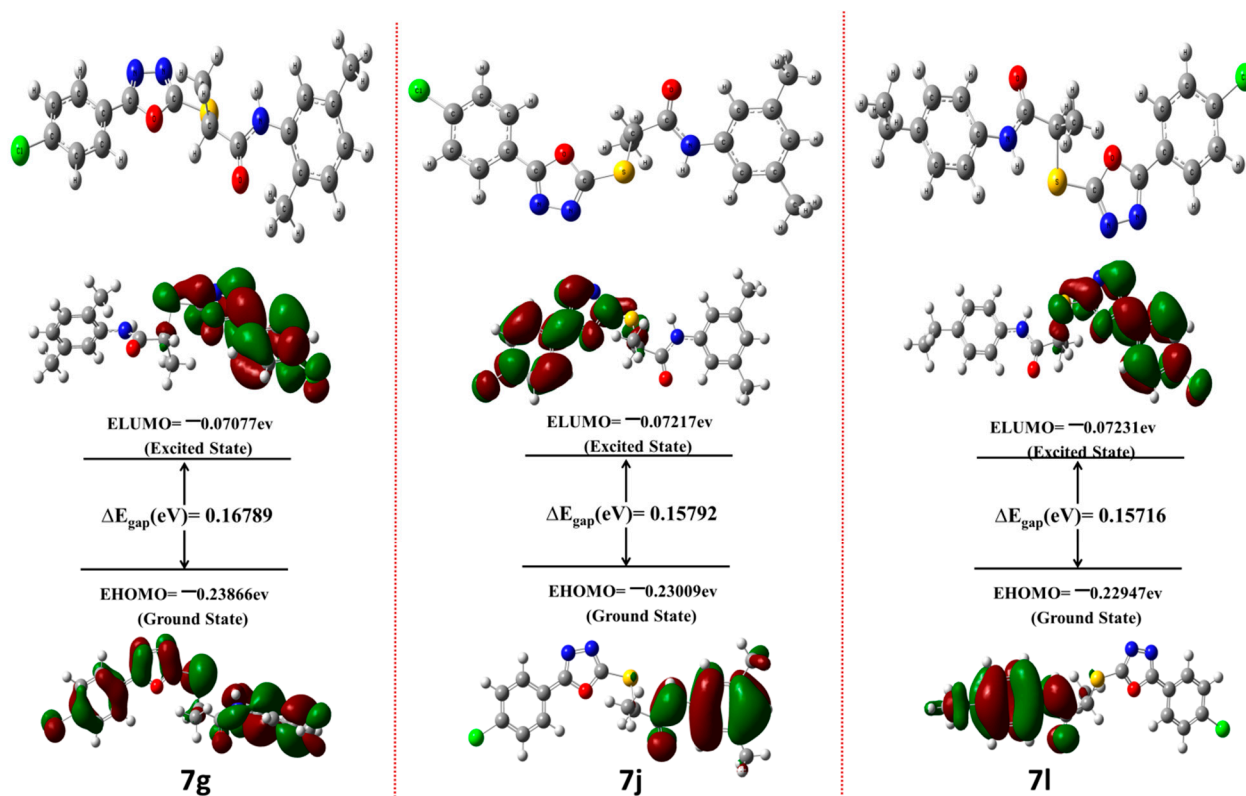 ELUMO= −0.07077ev
(Excited State)
ΔEgap(eV)= 0.16789
EHOMO= −0.23866ev
(Ground State)
7g
ELUMO= −0.07217ev
(Excited State)
ΔEgap(eV)= 0.15792
EHOMO= −0.23009ev
(Ground State)
7j
ELUMO= −0.07231ev
(Excited State)
ΔEgap(eV)= 0.15716
EHOMO= −0.22947ev
(Ground State)
7l